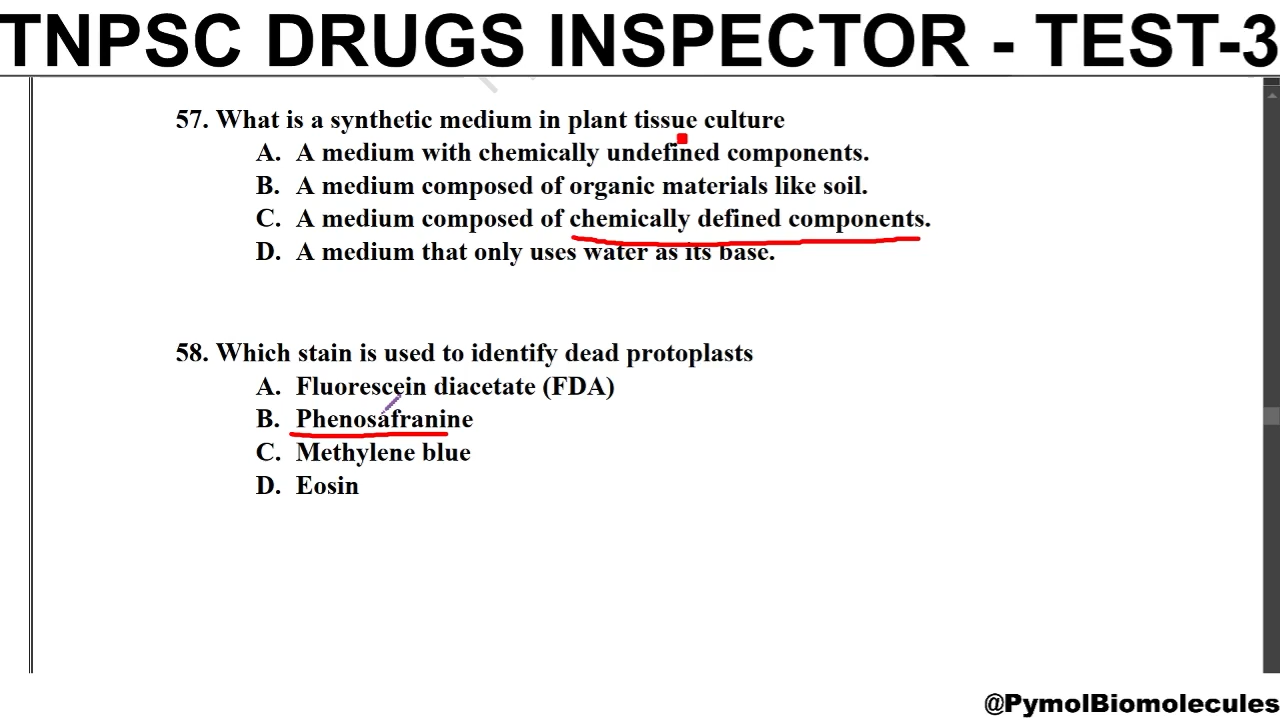 TNPSC DRUGS INSPECTOR - TEST-3
57. What is a synthetic medium in plant tissue culture
A. A medium with chemically undefined components.
B. A medium composed of organic materials like soil.
C. A medium composed of chemically defined components.
D. A medium that only uses water as its base.
58. Which stain is used to identify dead protoplasts
A. Fluorescein diacetate (FDA)
B. Phenosafranine
C. Methylene blue
D. Eosin
@PymolBiomolecules